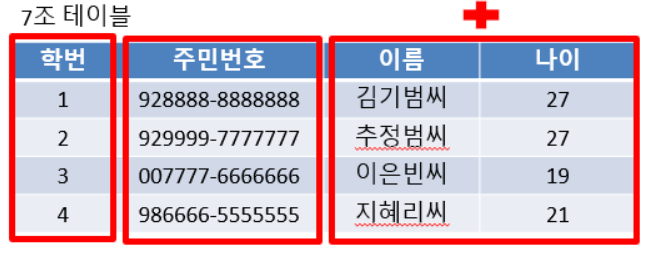 7조 테이블
학번 주민번호 이름 나이
1 928888-8888888 김기범씨 27
2 929999-7777777 추정범씨 27
3 007777-6666666 이은빈씨 19
4 986666-5555555 지혜리씨 21